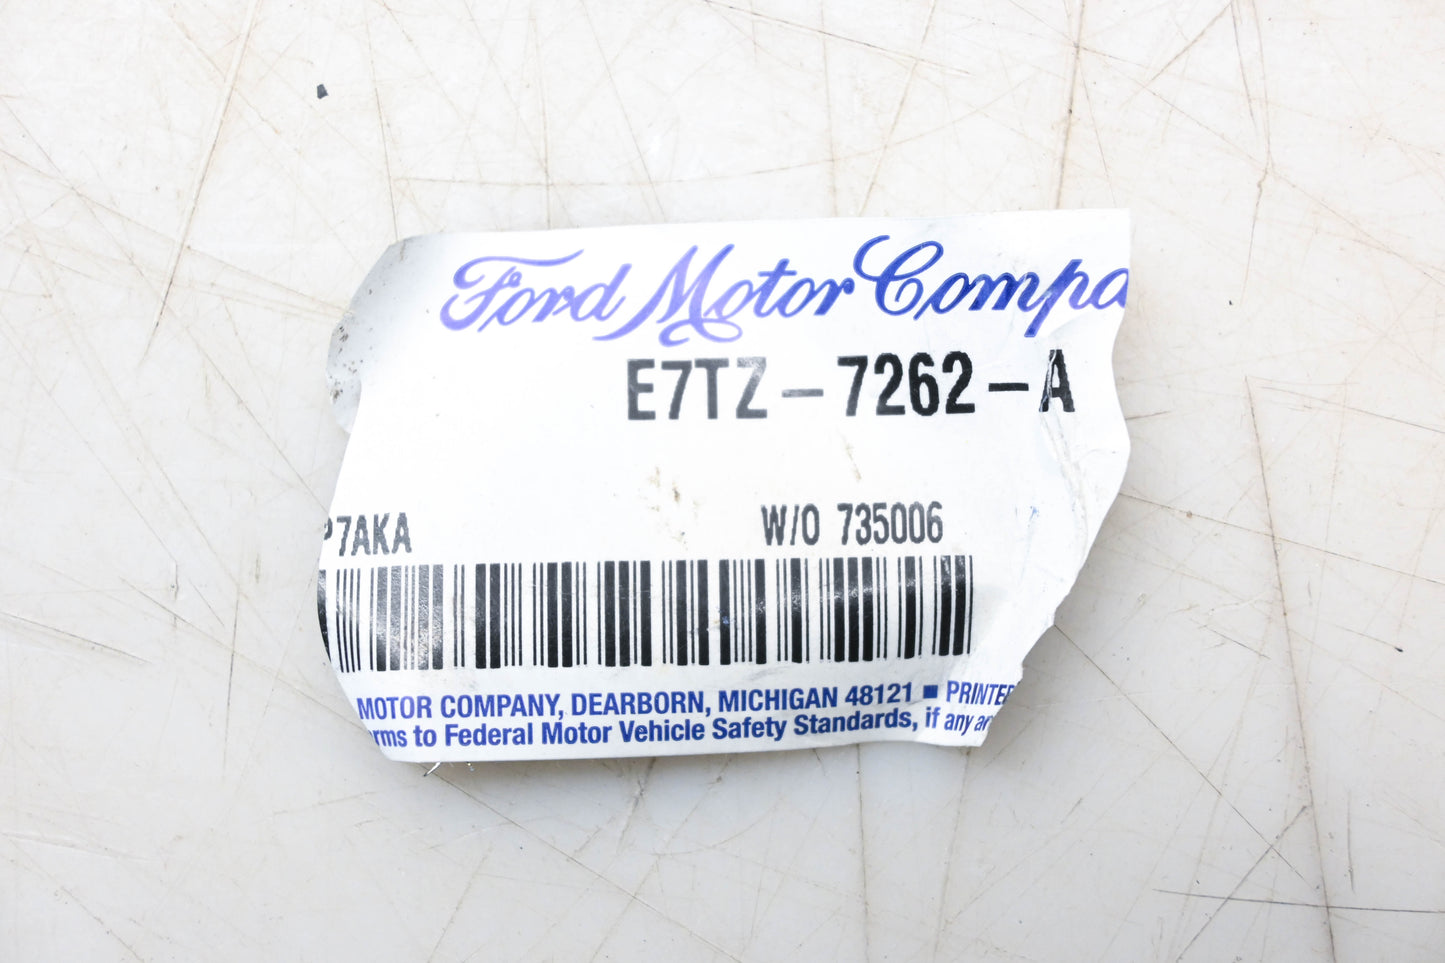 Ford Motor Compa
E7TZ-7262-A
P7AKA W/O 735006
MOTOR COMPANY, DEARBORN, MICHIGAN 48121 ■ PRINTE
rms to Federal Motor Vehicle Safety Standards, if any ar